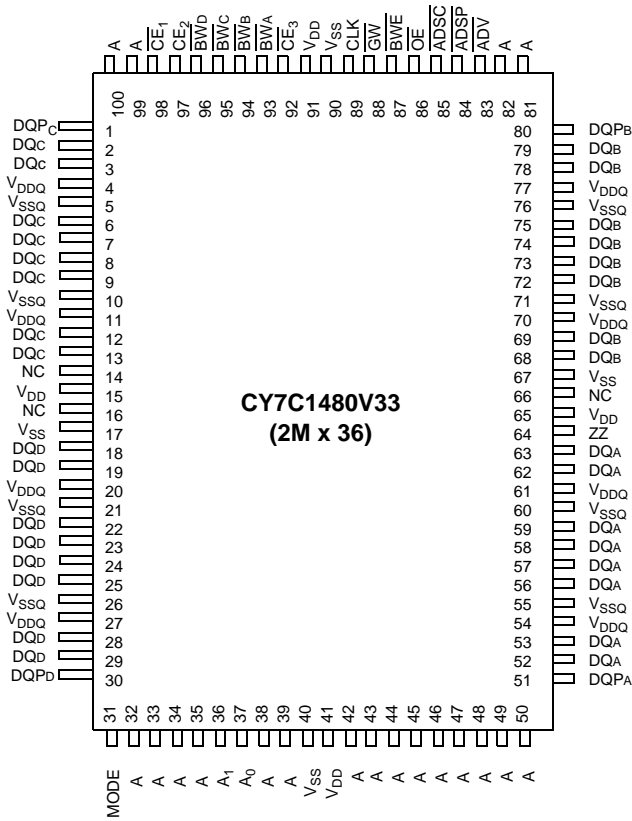 A
A
CE1
CE2
BWD
BWC
BWB
BWA
CE3
VDD
VSS
CLK
GW
BWE
OE
ADSC
ADSP
ADV
A
A
100
99
98
97
96
95
94
93
92
91
90
89
88
87
86
85
84
83
82
81
DQPC 1
DQC 2
DQC 3
VDDQ 4
VSSQ 5
DQC 6
DQC 7
DQC 8
DQC 9
VSSQ 10
VDDQ 11
DQC 12
DQC 13
NC 14
VDD 15
NC 16
VSS 17
DQD 18
DQD 19
VDDQ 20
VSSQ 21
DQD 22
DQD 23
DQD 24
DQD 25
VSSQ 26
VDDQ 27
DQD 28
DQD 29
DQPD 30
CY7C1480V33
(2M x 36)
80 DQPB
79 DQB
78 DQB
77 VDDQ
76 VSSQ
75 DQB
74 DQB
73 DQB
72 DQB
71 VSSQ
70 VDDQ
69 DQB
68 DQB
67 VSS
66 NC
65 VDD
64 ZZ
63 DQA
62 DQA
61 VDDQ
60 VSSQ
59 DQA
58 DQA
57 DQA
56 DQA
55 VSSQ
54 VDDQ
53 DQA
52 DQA
51 DQPA
31
32
33
34
35
36
37
38
39
40
41
42
43
44
45
46
47
48
49
50
MODE
A
A
A
A
A1
A0
A
A
VSS
VDD
A
A
A
A
A
A
A
A
A